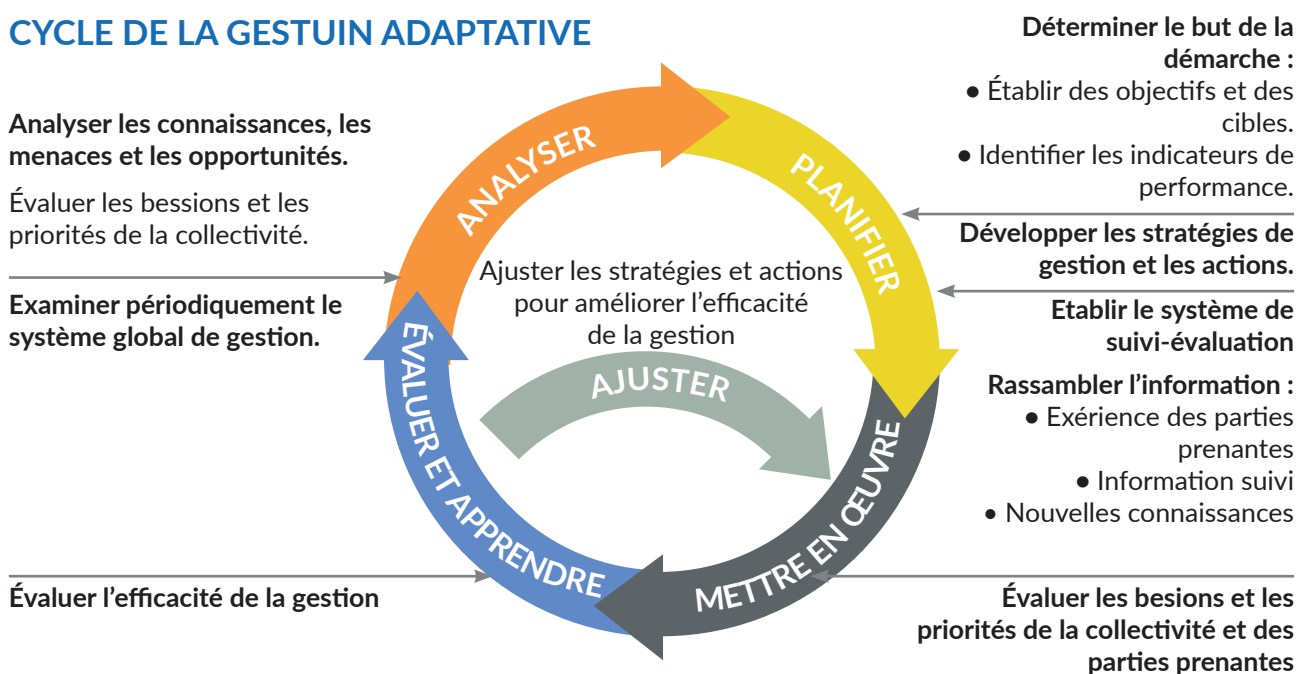 CYCLE DE LA GESTUIN ADAPTATIVE
Analyser les connaissances, les
menaces et les opportunités.
Évaluer les bessions et les
priorités de la collectivité.
Examiner périodiquement le
système global de gestion.
Évaluer l’efficacité de la gestion
ANALYSER
PLANIFIER
METTRE EN ŒUVRE
ÉVALUER ET APPRENDRE
Ajuster les stratégies et actions
pour améliorer l’efficacité
de la gestion
AJUSTER
Déterminer le but de la
démarche :
● Établir des objectifs et des
cibles.
● Identifier les indicateurs de
performance.
Développer les stratégies de
gestion et les actions.
Etablir le système de
suivi-évaluation
Rassambler l’information :
● Exérience des parties
prenantes
● Information suivi
● Nouvelles connaissances
Évaluer les besions et les
priorités de la collectivité et des
parties prenantes